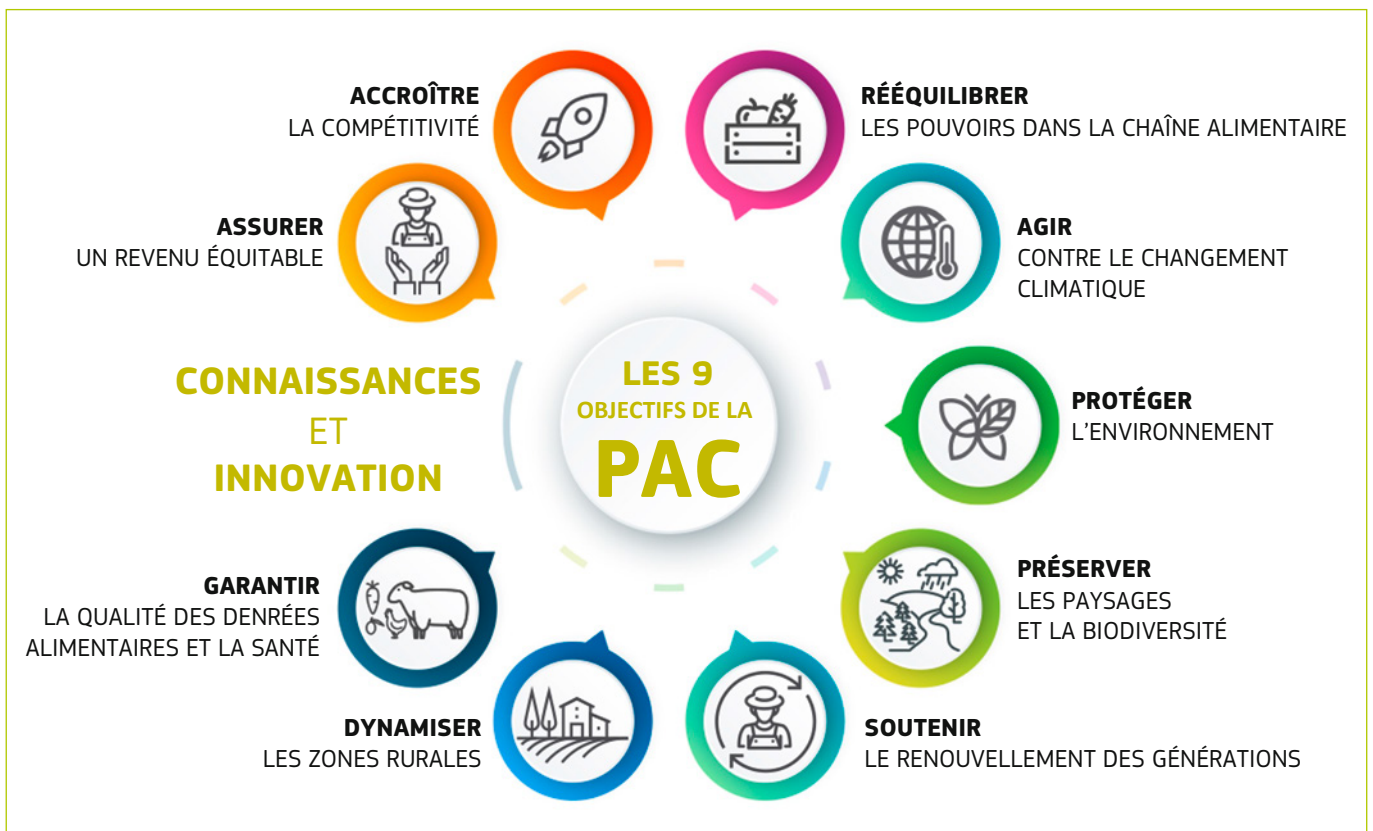 ACCROÎTRE
LA COMPÉTITIVITÉ
RÉÉQUILIBRER
LES POUVOIRS DANS LA CHAÎNE ALIMENTAIRE
ASSURER
UN REVENU ÉQUITABLE
AGIR
CONTRE LE CHANGEMENT
CLIMATIQUE
CONNAISSANCES
ET
INNOVATION
LES 9
OBJECTIFS DE LA
PAC
PROTÉGER
L'ENVIRONNEMENT
GARANTIR
LA QUALITÉ DES DENRÉES
ALIMENTAIRES ET LA SANTÉ
PRÉSERVER
LES PAYSAGES
ET LA BIODIVERSITÉ
DYNAMISER
LES ZONES RURALES
SOUTENIR
LE RENOUVELLEMENT DES GÉNÉRATIONS